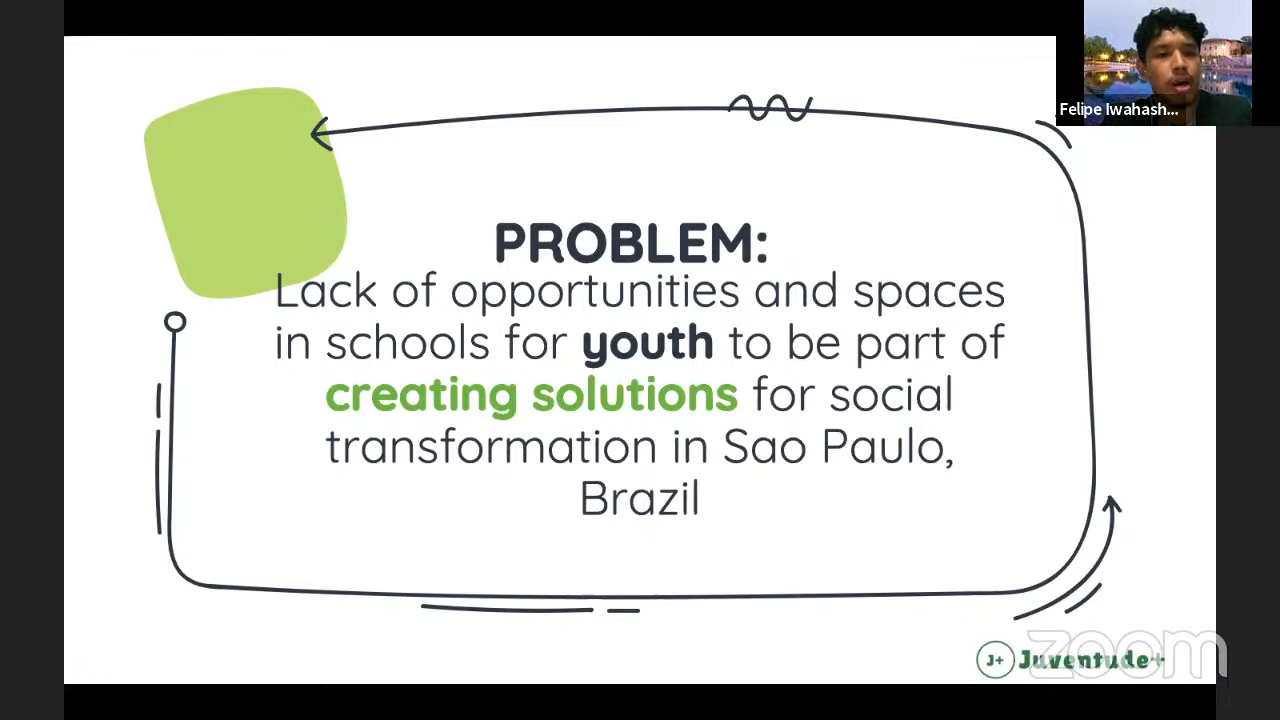 Felipe Iwahash...
PROBLEM:
Lack of opportunities and spaces
in schools for youth to be part of
creating solutions for social
transformation in Sao Paulo,
Brazil
J+ Juventude+
zoom